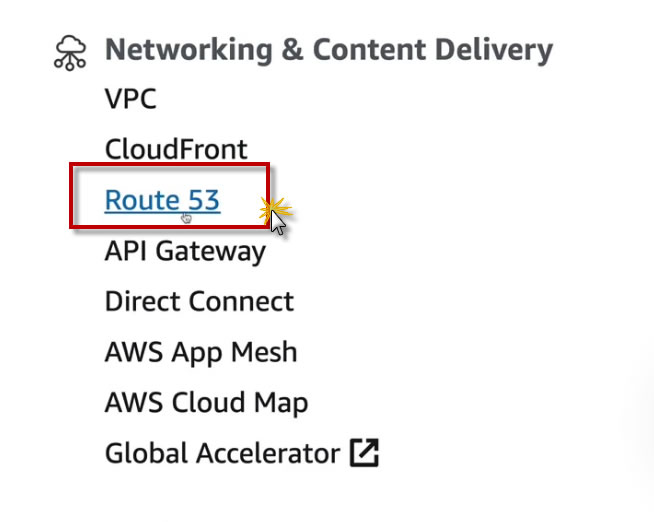 Networking & Content Delivery
VPC
CloudFront
Route 53
API Gateway
Direct Connect
AWS App Mesh
AWS Cloud Map
Global Accelerator